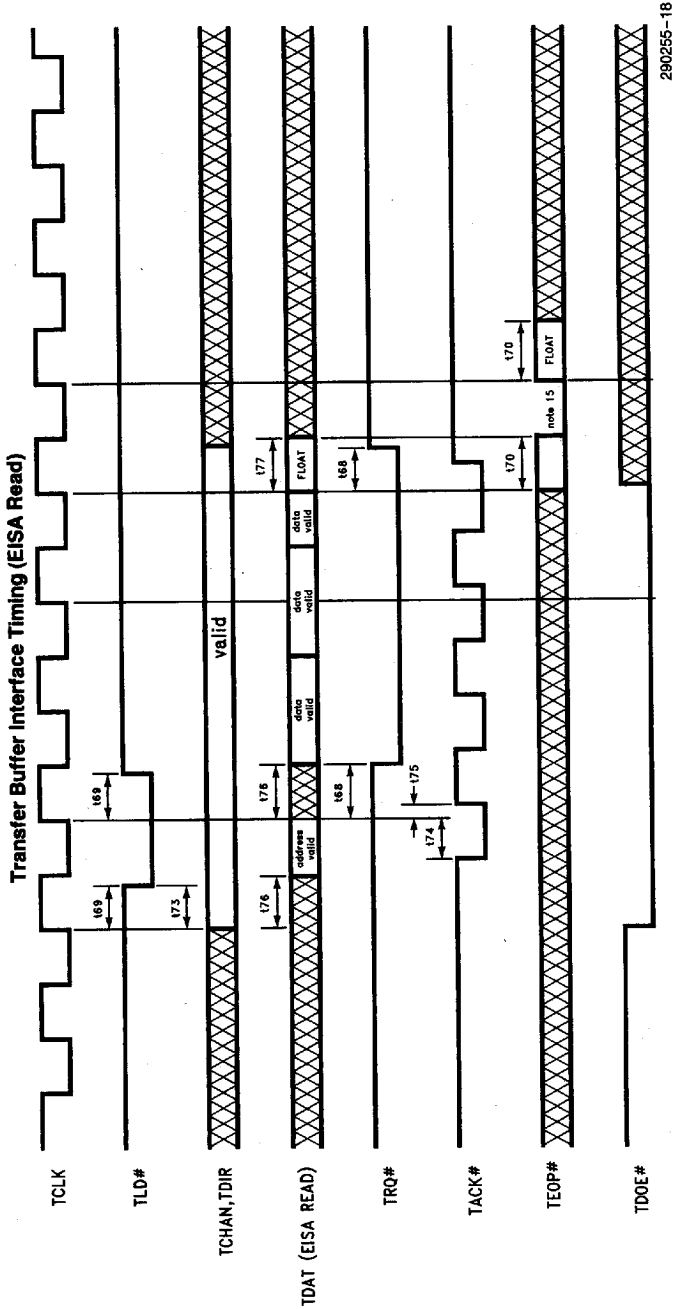 Transfer Buffer Interface Timing (EISA Read)
TCLK
TLD#
t69
t69
t73
TCHAN,TDIR
valid
TDAT (EISA READ)
t76
address valid
t76
data valid
data valid
data valid
FLOAT
t77
TRQ#
t68
t68
TACK#
t74
t75
TEOP#
t70
note 15
FLOAT
t70
TDOE#
290255-18